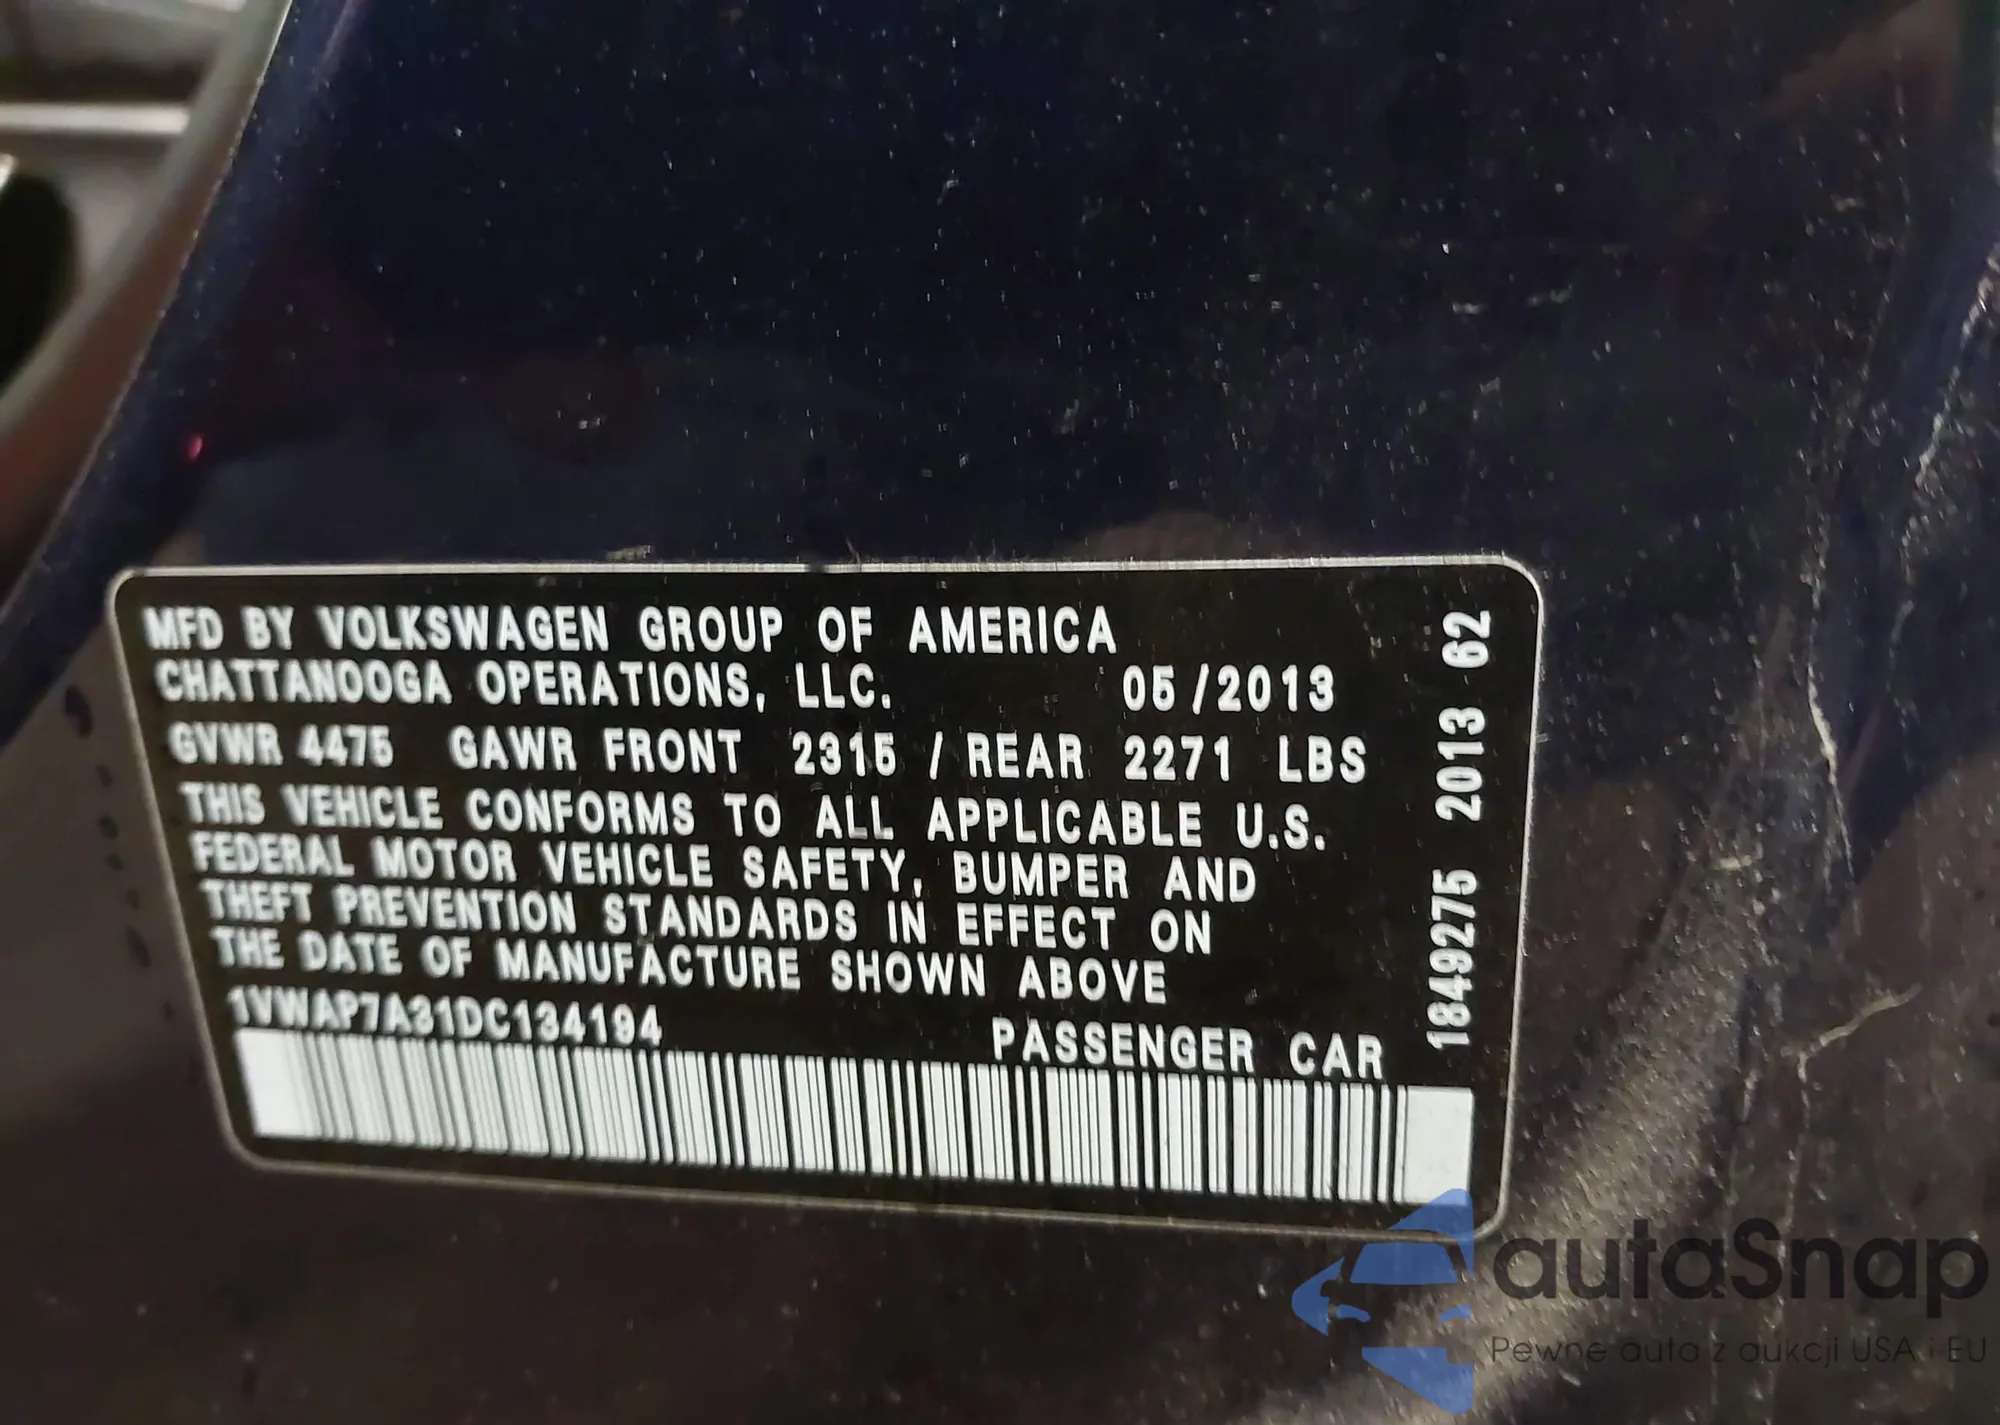 MFD BY VOLKSWAGEN GROUP OF AMERICA
CHATTANOOGA OPERATIONS, LLC. 05/2013
GVWR 4475 GAWR FRONT 2315 / REAR 2271 LBS
THIS VEHICLE CONFORMS TO ALL APPLICABLE U.S.
FEDERAL MOTOR VEHICLE SAFETY, BUMPER AND
THEFT PREVENTION STANDARDS IN EFFECT ON
THE DATE OF MANUFACTURE SHOWN ABOVE
1VWAP7A31DC134194 PASSENGER CAR
18492275 2013 62
autaSnap
Pewne auta z aukcji USA i EU